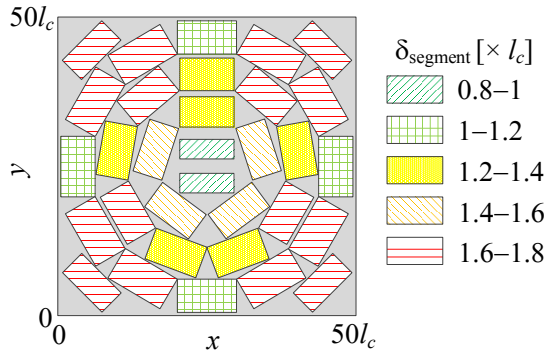 50l_c
y
0
0
x
50l_c
δ_segment [× l_c]
0.8–1
1–1.2
1.2–1.4
1.4–1.6
1.6–1.8